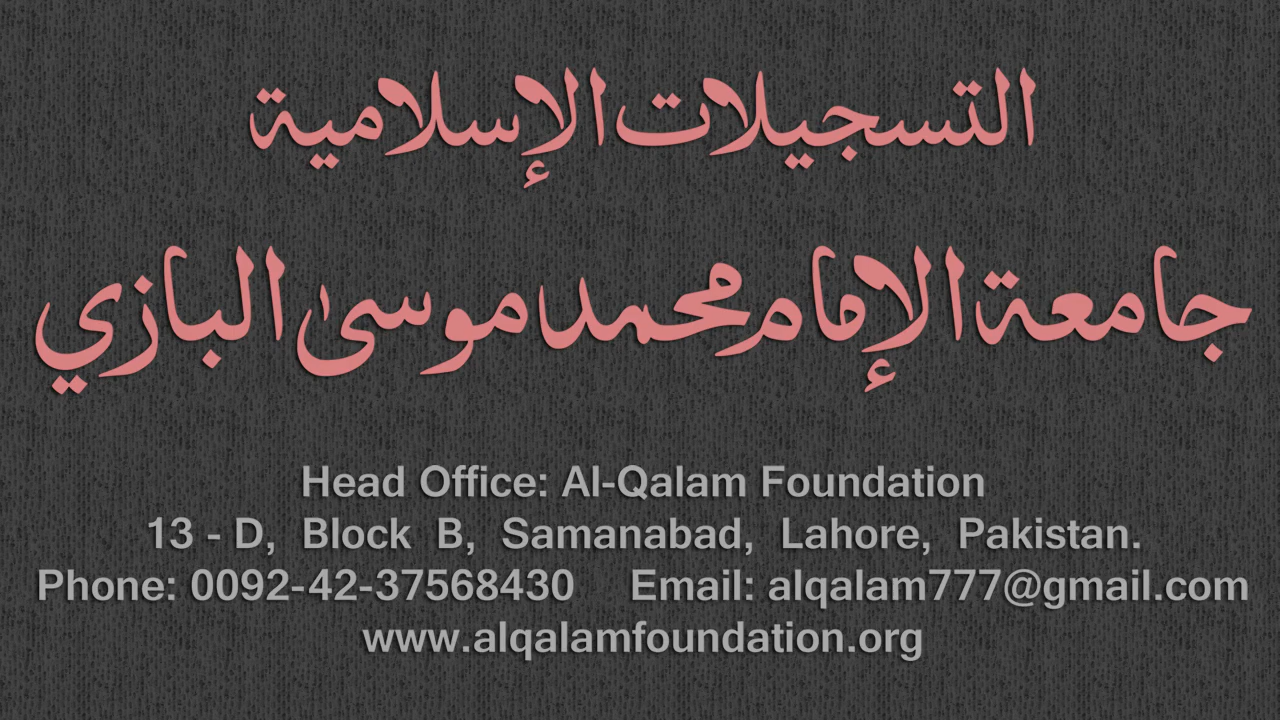 التسجيلات الإسلامية
جامعة الإمام محمد موسىٰ البازي
Head Office: Al-Qalam Foundation
13 - D, Block B, Samanabad, Lahore, Pakistan.
Phone: 0092-42-37568430 Email: alqalam777@gmail.com
www.alqalamfoundation.org